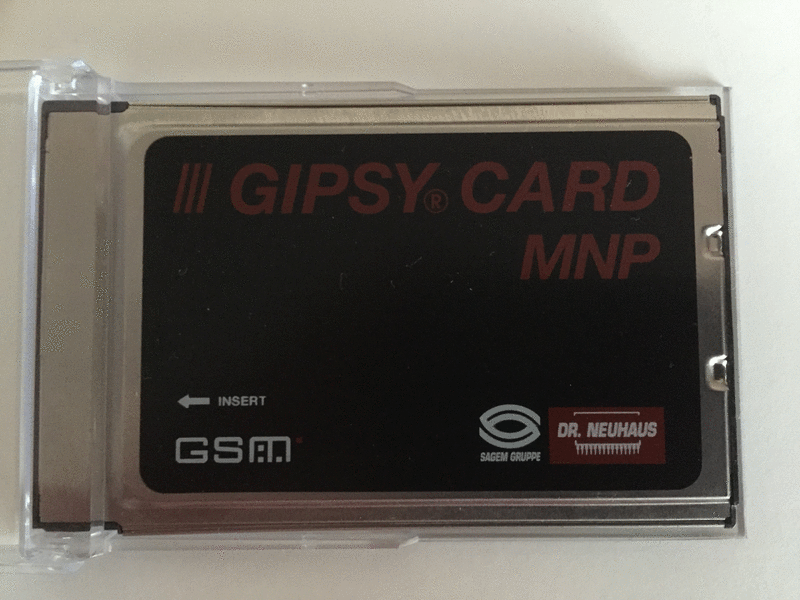 GIPSY® CARD
MNP
INSERT
GSM
SAGEM GRUPPE
DR. NEUHAUS